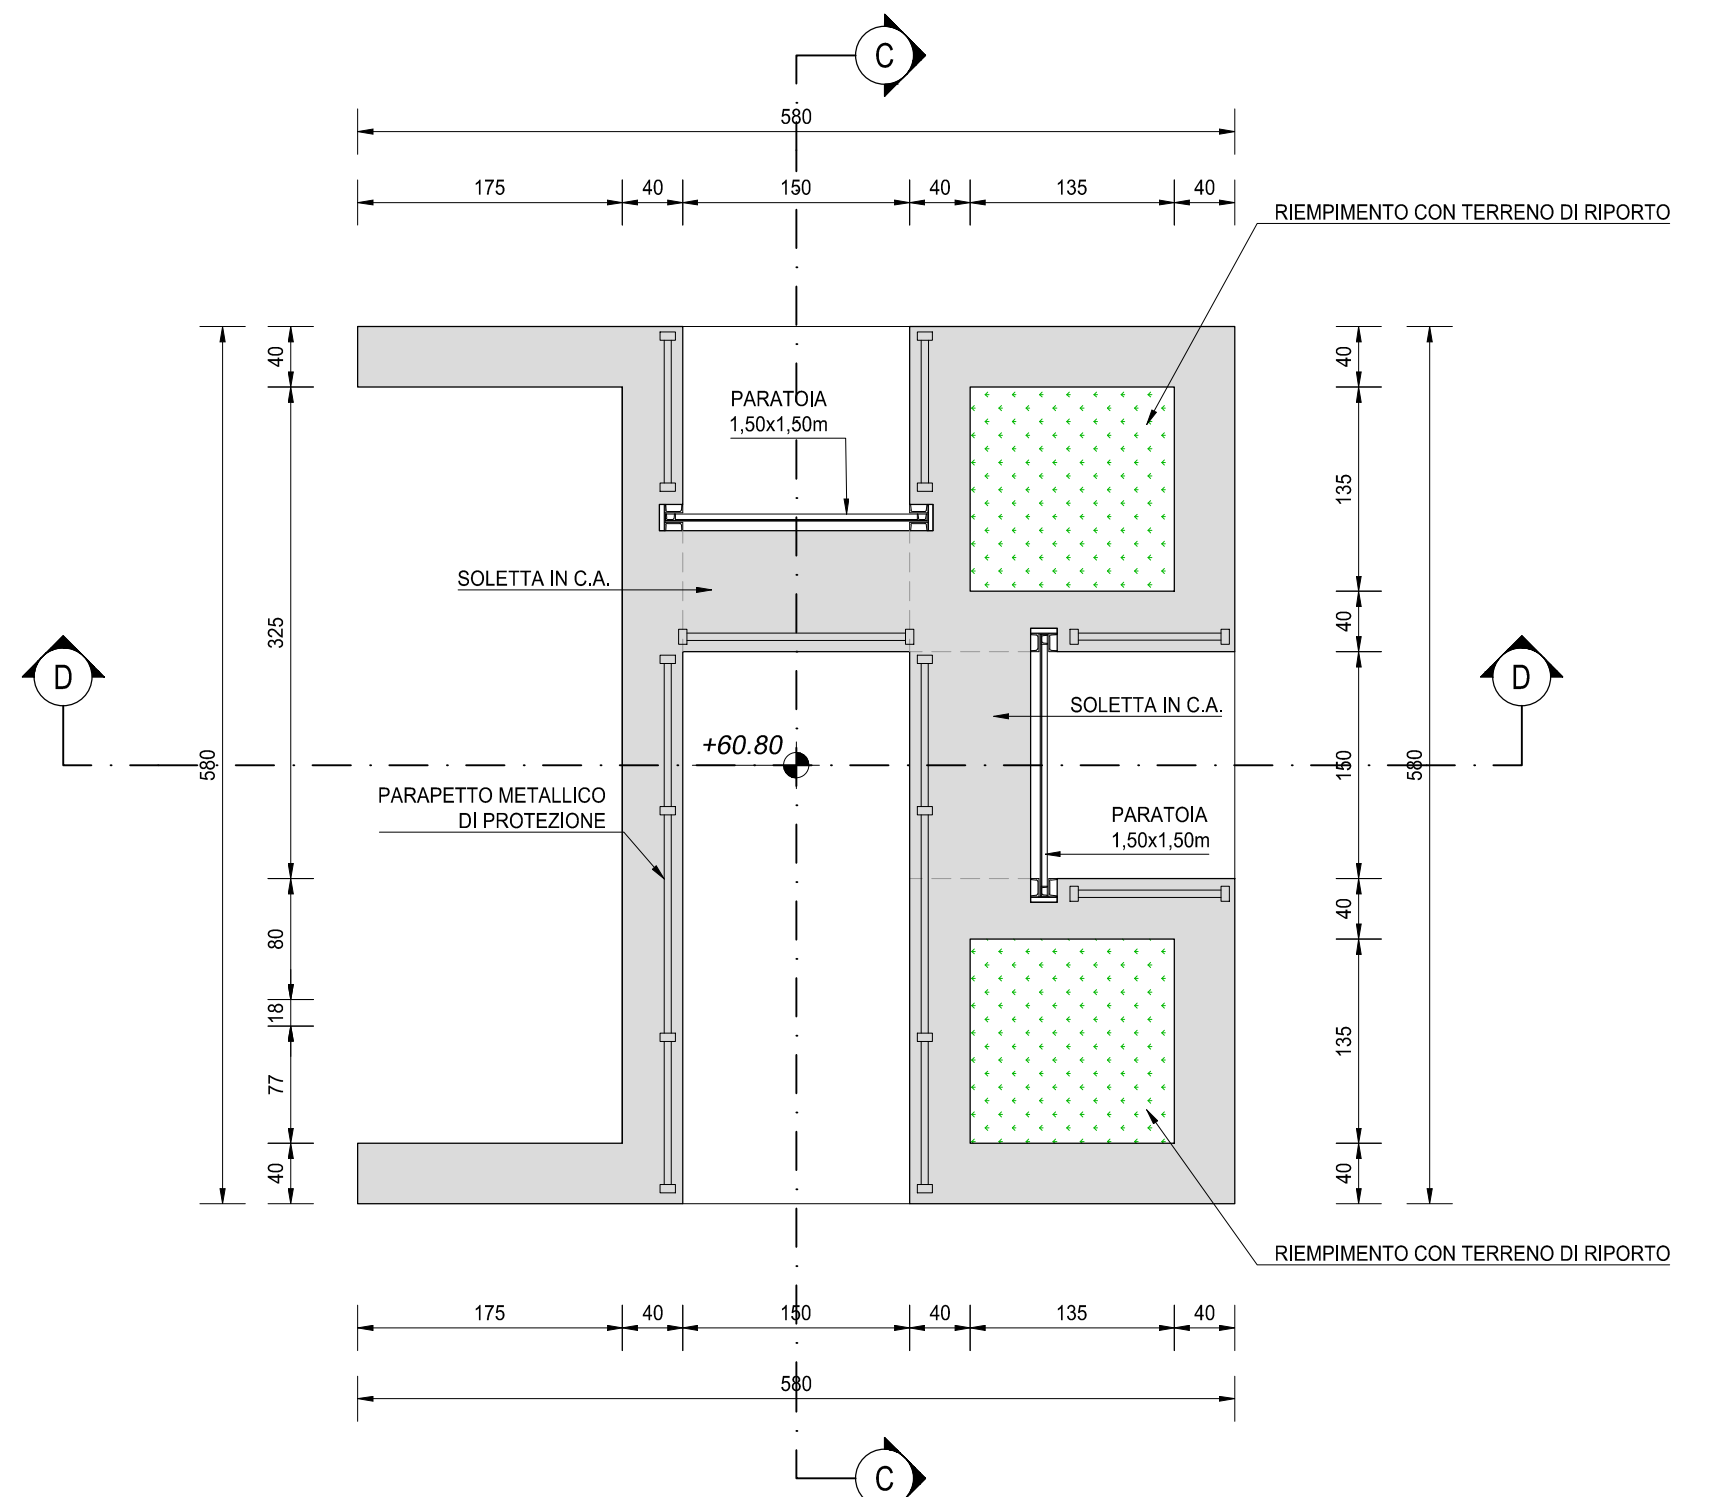 C
580
175 40 150 40 135 40
RIEMPIMENTO CON TERRENO DI RIPORTO
40
40
PARATOIA
1,50x1,50m
135
SOLETTA IN C.A.
325
40
D
D
SOLETTA IN C.A.
+60.80
580
150
580
PARAPETTO METALLICO
DI PROTEZIONE
PARATOIA
1,50x1,50m
80
40
18
135
77
40
40
RIEMPIMENTO CON TERRENO DI RIPORTO
175 40 150 40 135 40
580
C